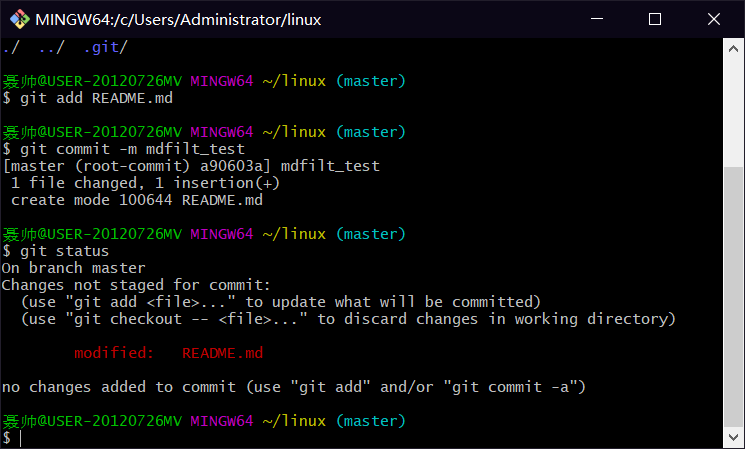 MINGW64:/c/Users/Administrator/linux
./  ../  .git/
聂帅@USER-20120726MV MINGW64 ~/linux (master)
$ git add README.md
聂帅@USER-20120726MV MINGW64 ~/linux (master)
$ git commit -m mdfilt_test
[master (root-commit) a90603a] mdfilt_test
 1 file changed, 1 insertion(+)
 create mode 100644 README.md
聂帅@USER-20120726MV MINGW64 ~/linux (master)
$ git status
On branch master
Changes not staged for commit:
  (use "git add <file>..." to update what will be committed)
  (use "git checkout -- <file>..." to discard changes in working directory)
        modified:   README.md
no changes added to commit (use "git add" and/or "git commit -a")
聂帅@USER-20120726MV MINGW64 ~/linux (master)
$